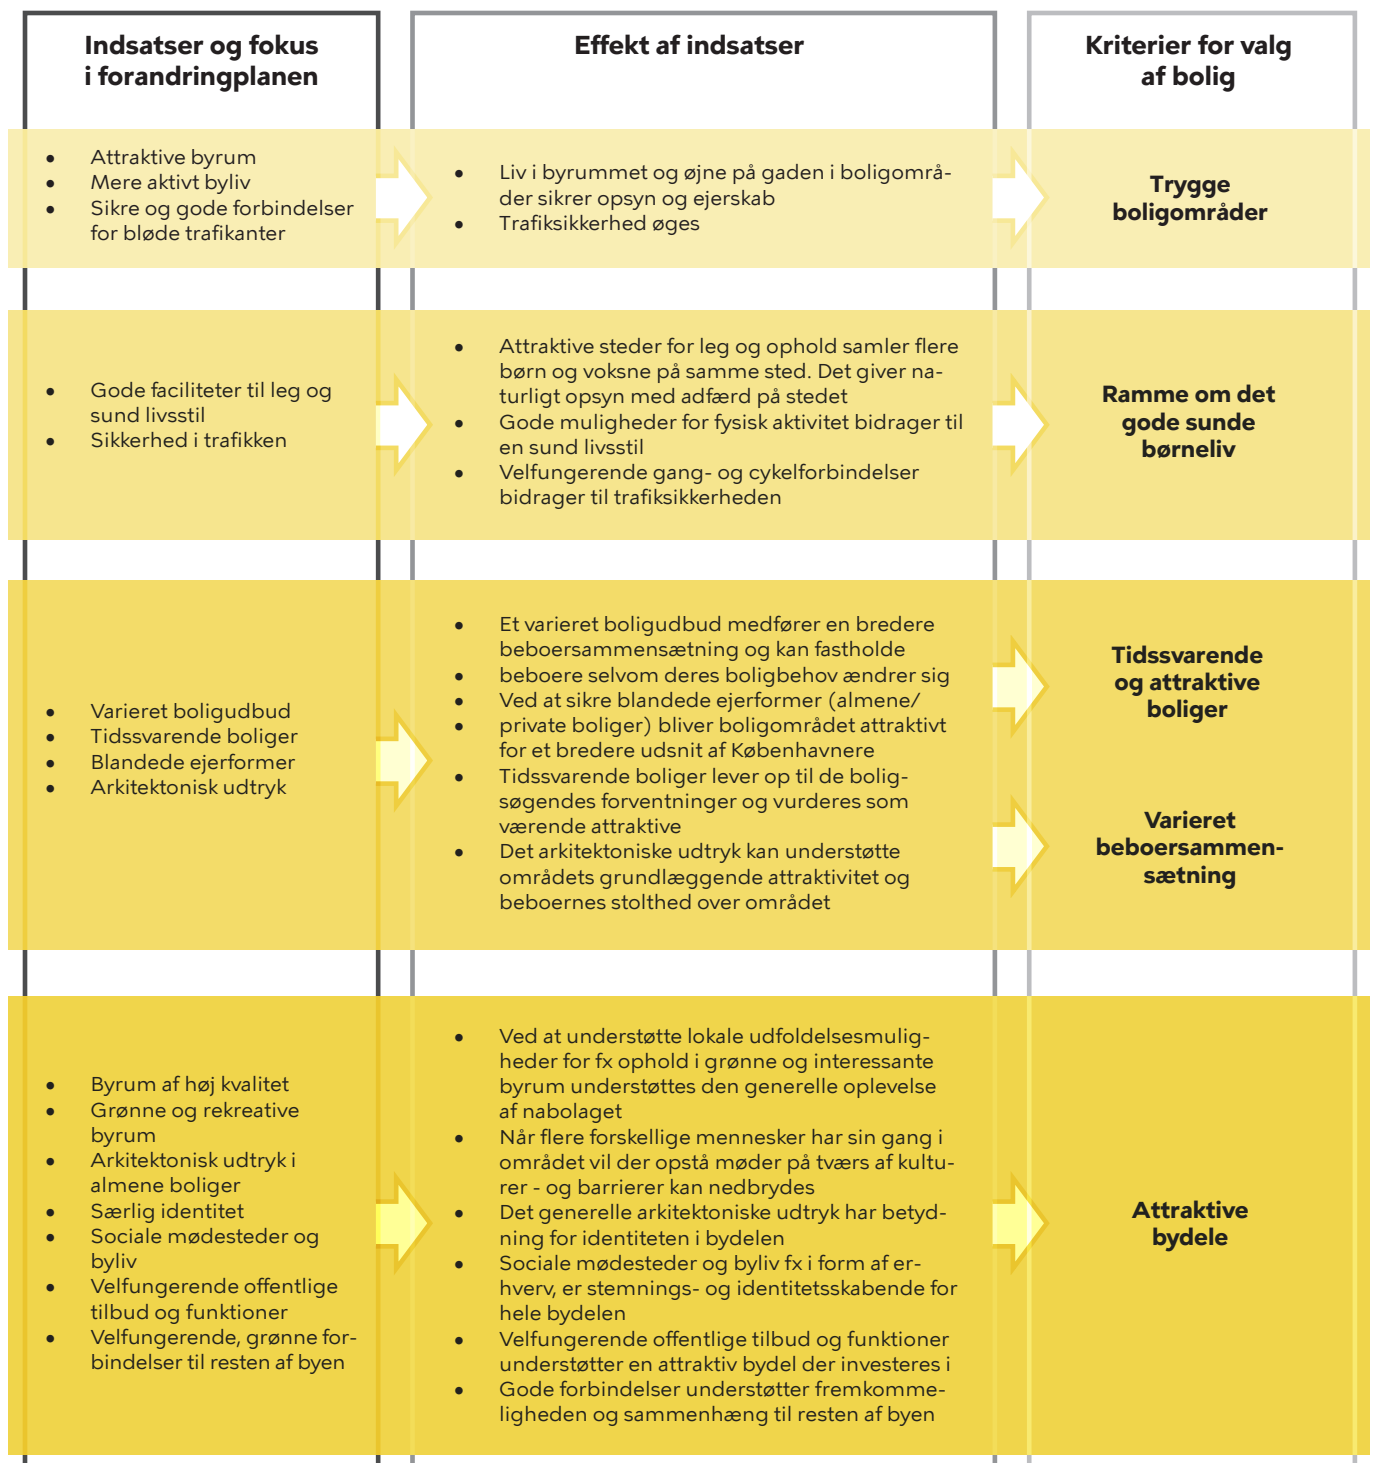 Indsatser og fokus
i forandringplanen
Effekt af indsatser
Kriterier for valg
af bolig
• Attraktive byrum
• Mere aktivt byliv
• Sikre og gode forbindelser
for bløde trafikanter
• Liv i byrummet og øjne på gaden i boligområ-
der sikrer opsyn og ejerskab
• Trafiksikkerhed øges
Trygge
boligområder
• Gode faciliteter til leg og
sund livsstil
• Sikkerhed i trafikken
• Attraktive steder for leg og ophold samler flere
børn og voksne på samme sted. Det giver na-
turligt opsyn med adfærd på stedet
• Gode muligheder for fysisk aktivitet bidrager til
en sund livsstil
• Velfungerende gang- og cykelforbindelser
bidrager til trafiksikkerheden
Ramme om det
gode sunde
børneliv
• Varieret boligudbud
• Tidssvarende boliger
• Blandede ejerformer
• Arkitektonisk udtryk
• Et varieret boligudbud medfører en bredere
• beboersammensætning og kan fastholde
• beboere selvom deres boligbehov ændrer sig
• Ved at sikre blandede ejerformer (almene/
• private boliger) bliver boligområdet attraktivt
for et bredere udsnit af Københavnere
• Tidssvarende boliger lever op til de bolig-
søgendes forventninger og vurderes som
værende attraktive
• Det arkitektoniske udtryk kan understøtte
områdets grundlæggende attraktivitet og
beboernes stolthed over området
Tidssvarende
og attraktive
boliger
Varieret
beboersammen-
sætning
• Byrum af høj kvalitet
• Grønne og rekreative
byrum
• Arkitektonisk udtryk i
almene boliger
• Særlig identitet
• Sociale mødesteder og
byliv
• Velfungerende offentlige
tilbud og funktioner
• Velfungerende, grønne for-
bindelser til resten af byen
• Ved at understøtte lokale udfoldelsesmulig-
heder for fx ophold i grønne og interessante
byrum understøttes den generelle oplevelse
af nabolaget
• Når flere forskellige mennesker har sin gang i
området vil der opstå møder på tværs af kultu-
rer - og barrierer kan nedbrydes
• Det generelle arkitektoniske udtryk har betyd-
ning for identiteten i bydelen
• Sociale mødesteder og byliv fx i form af er-
hverv, er stemnings- og identitetsskabende for
hele bydelen
• Velfungerende offentlige tilbud og funktioner
understøtter en attraktiv bydel der investeres i
• Gode forbindelser understøtter fremkomme-
ligheden og sammenhæng til resten af byen
Attraktive
bydele